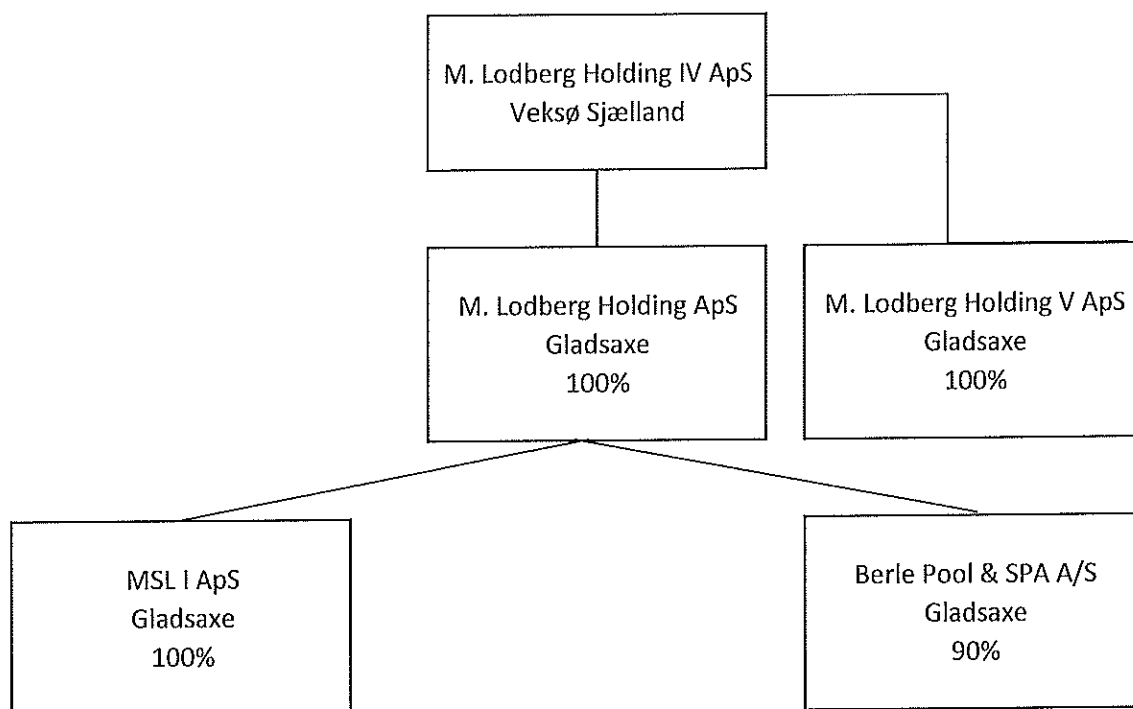 M. Lodberg Holding IV ApS
Veksø Sjælland
M. Lodberg Holding ApS
Gladsaxe
100%
M. Lodberg Holding V ApS
Gladsaxe
100%
MSL I ApS
Gladsaxe
100%
Berle Pool & SPA A/S
Gladsaxe
90%